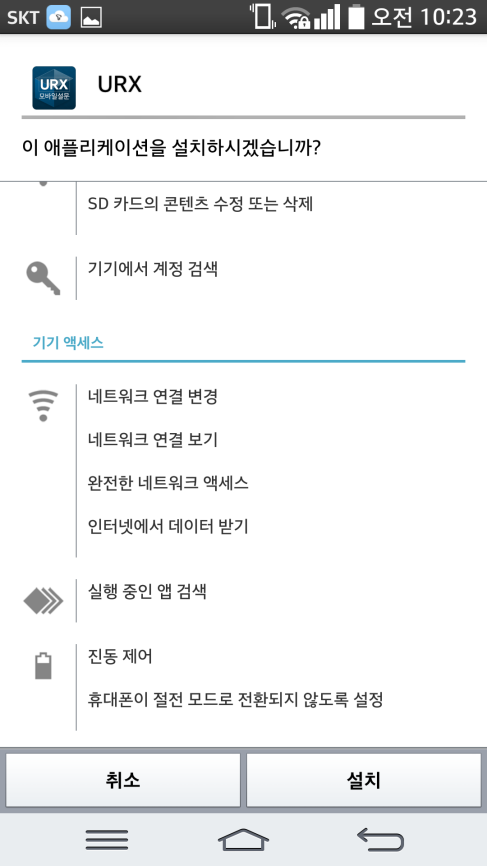 SKT 오전 10:23
URX
모바일설문
URX
이 애플리케이션을 설치하시겠습니까?
SD 카드의 콘텐츠 수정 또는 삭제
기기에서 계정 검색
기기 액세스
네트워크 연결 변경
네트워크 연결 보기
완전한 네트워크 액세스
인터넷에서 데이터 받기
실행 중인 앱 검색
진동 제어
휴대폰이 절전 모드로 전환되지 않도록 설정
취소
설치